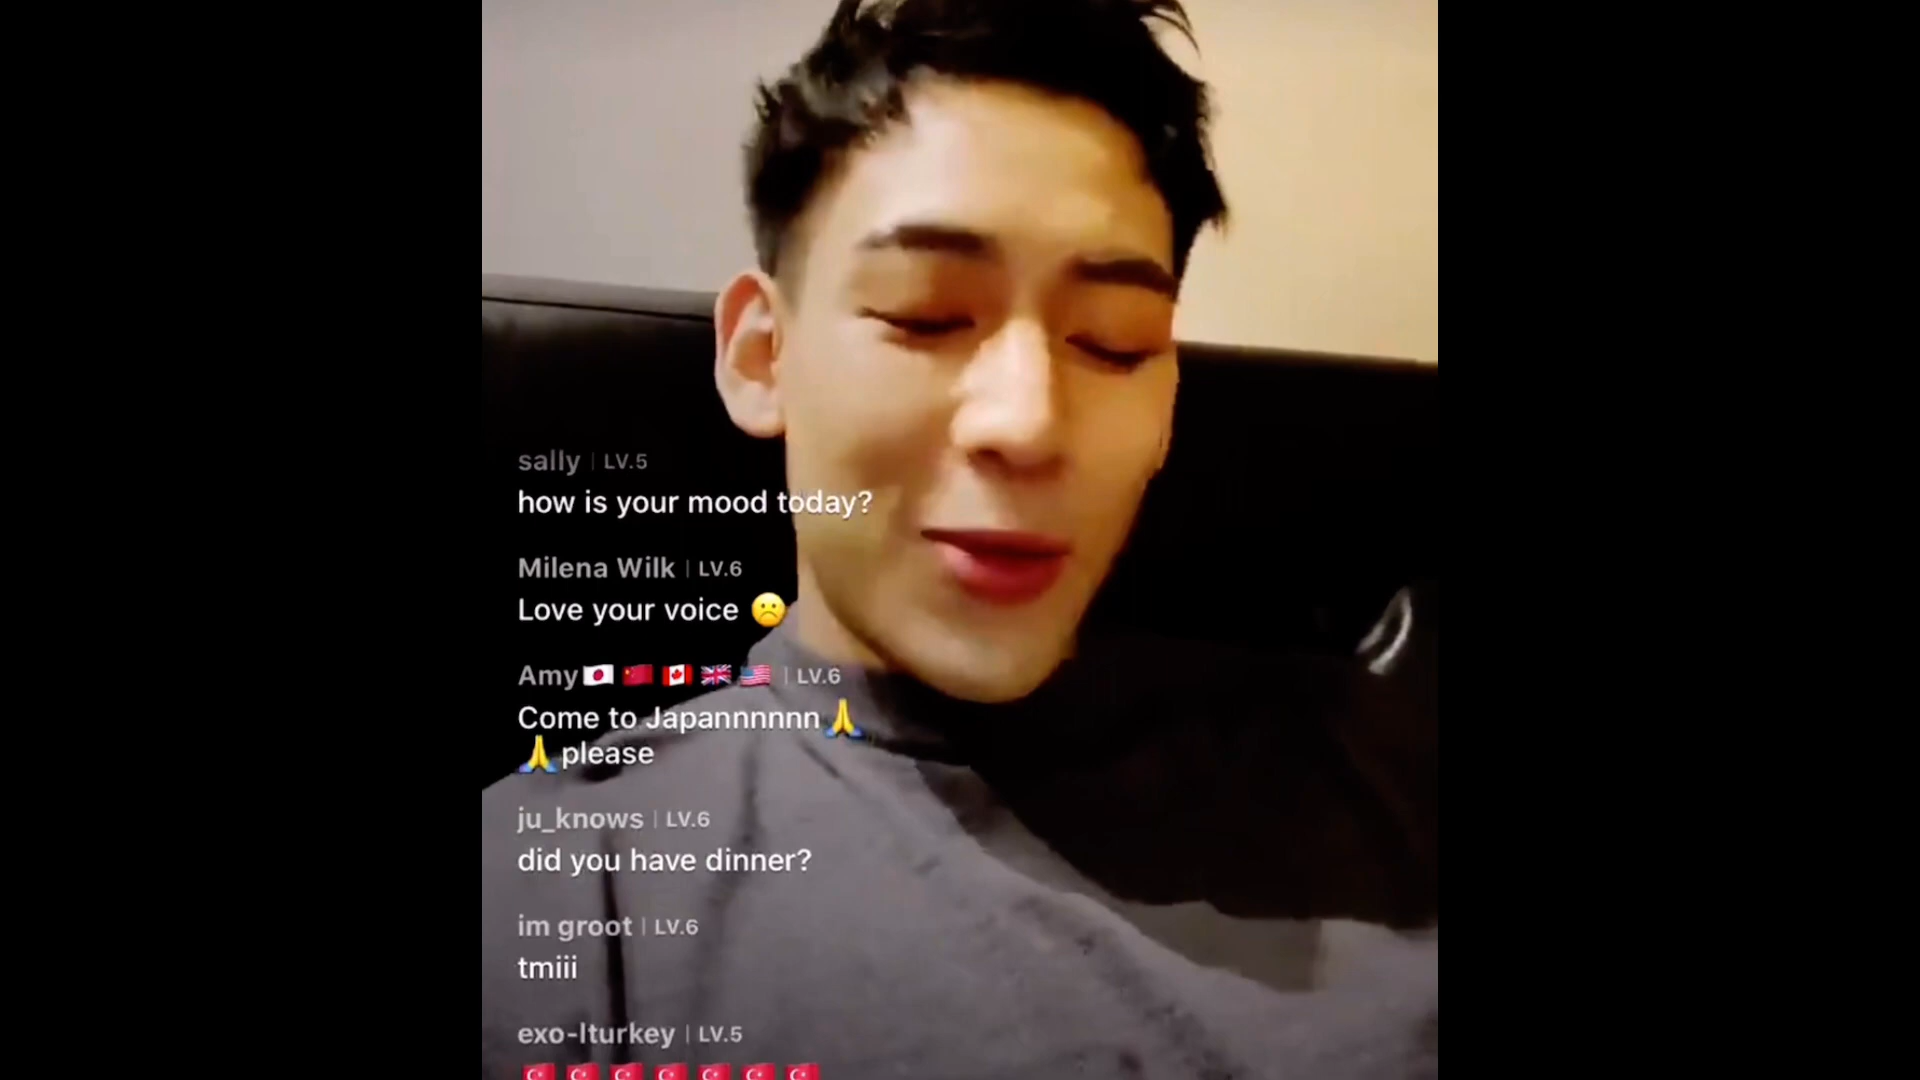 sally | LV.5
how is your mood today?
Milena Wilk | LV.6
Love your voice ☹️
Amy🇯🇵🇨🇳🇨🇦🇬🇧🇺🇸 | LV.6
Come to Japannnnnn🙏
🙏please
ju_knows | LV.6
did you have dinner?
im groot | LV.6
tmiii
exo-lturkey | LV.5
🇹🇷🇹🇷🇹🇷🇹🇷🇹🇷🇹🇷🇹🇷